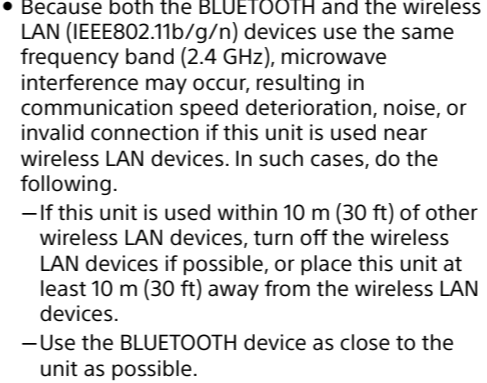 • Because both the BLUETOOTH and the wireless
LAN (IEEE802.11b/g/n) devices use the same
frequency band (2.4 GHz), microwave
interference may occur, resulting in
communication speed deterioration, noise, or
invalid connection if this unit is used near
wireless LAN devices. In such cases, do the
following.
–If this unit is used within 10 m (30 ft) of other
wireless LAN devices, turn off the wireless
LAN devices if possible, or place this unit at
least 10 m (30 ft) away from the wireless LAN
devices.
–Use the BLUETOOTH device as close to the
unit as possible.